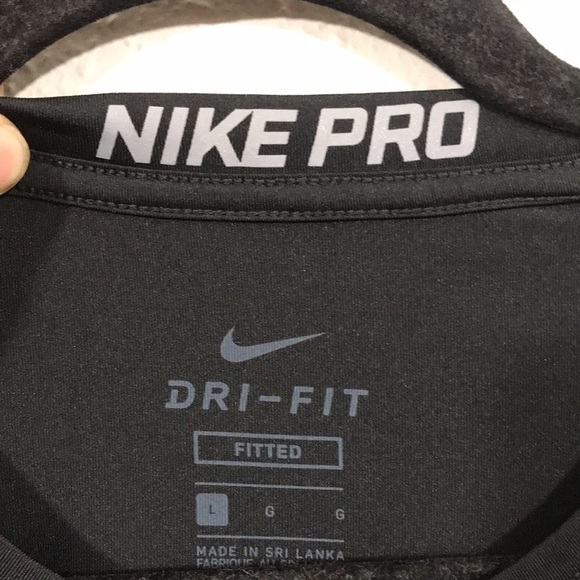 NIKE PRO
DRI-FIT
FITTED
L G G
MADE IN SRI LANKA